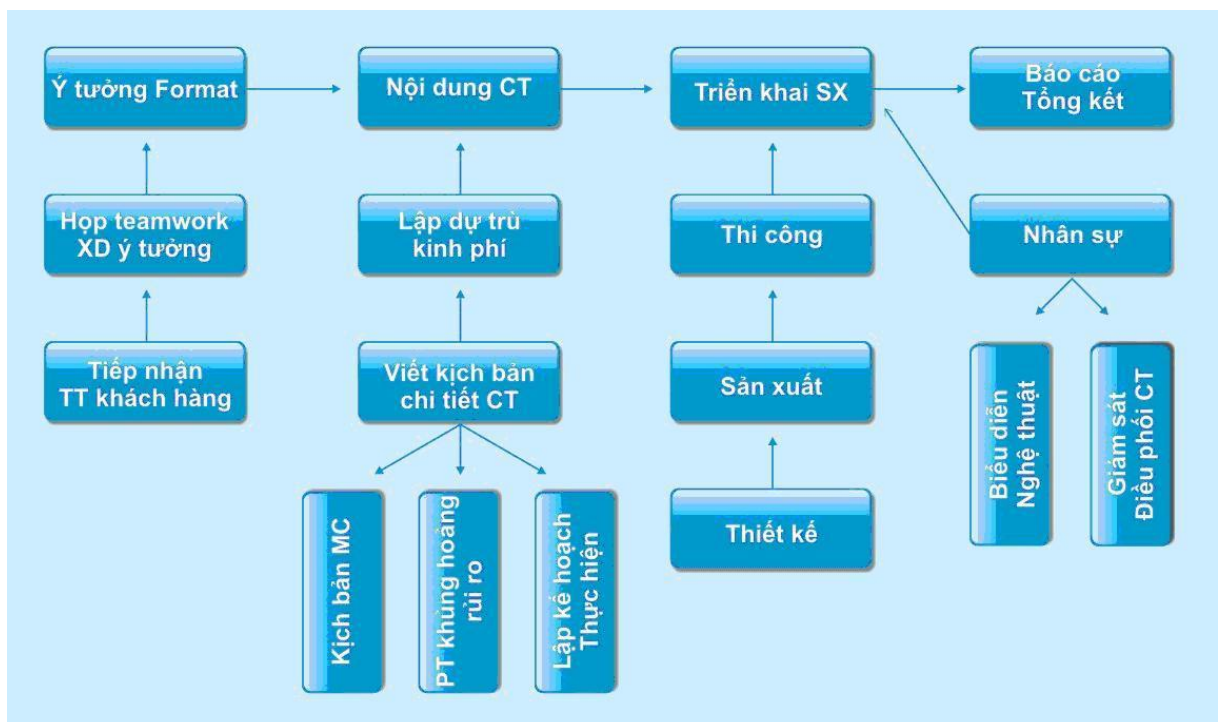 Ý tưởng Format
Nội dung CT
Triển khai SX
Báo cáo
Tổng kết
Họp teamwork
XD ý tưởng
Lập dự trù
kinh phí
Thi công
Nhân sự
Tiếp nhận
TT khách hàng
Viết kịch bản
chi tiết CT
Sản xuất
Biểu diễn
Nghệ thuật
Giám sát
Điều phối CT
Kịch bản MC
PT khủng hoảng
rủi ro
Lập kế hoạch
Thực hiện
Thiết kế